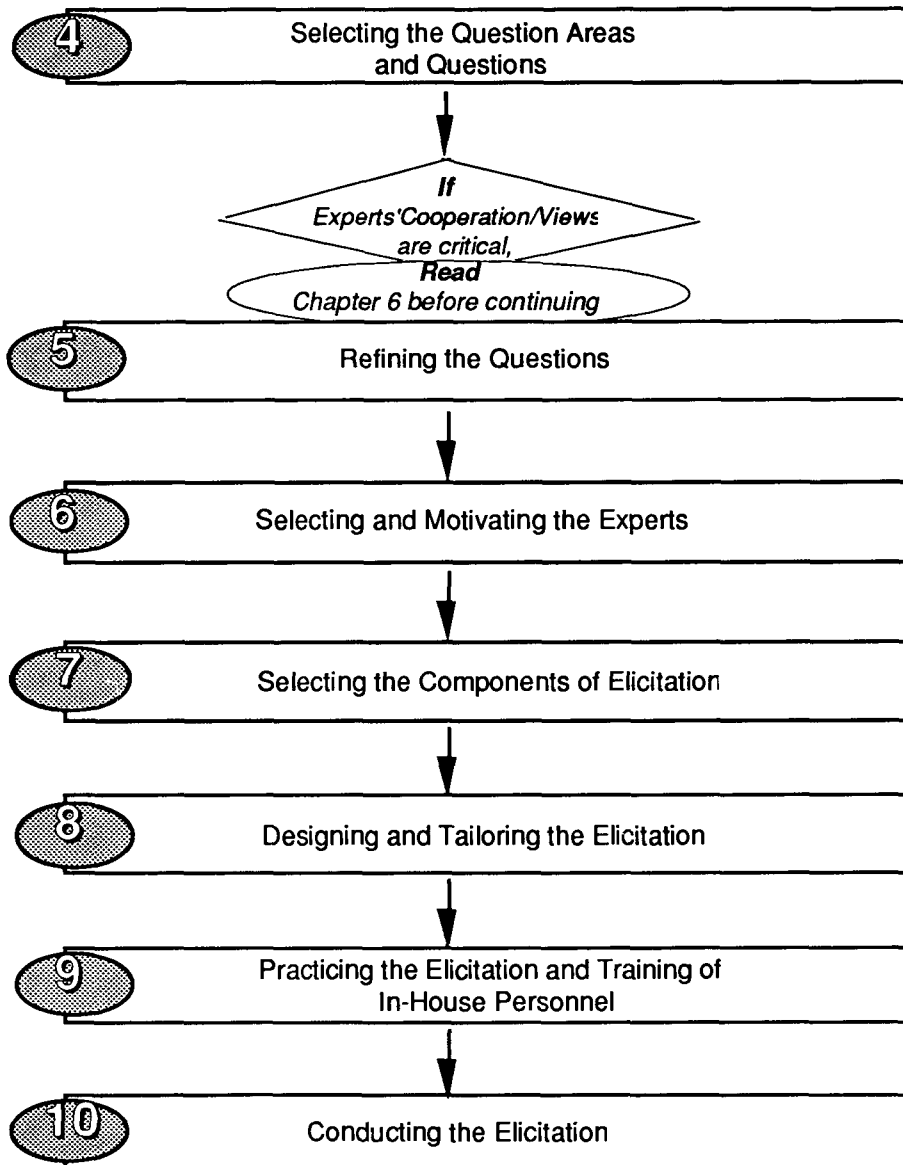 4
Selecting the Question Areas
and Questions
If
Experts'Cooperation/Views
are critical,
Read
Chapter 6 before continuing
5
Refining the Questions
6
Selecting and Motivating the Experts
7
Selecting the Components of Elicitation
8
Designing and Tailoring the Elicitation
9
Practicing the Elicitation and Training of
In-House Personnel
10
Conducting the Elicitation